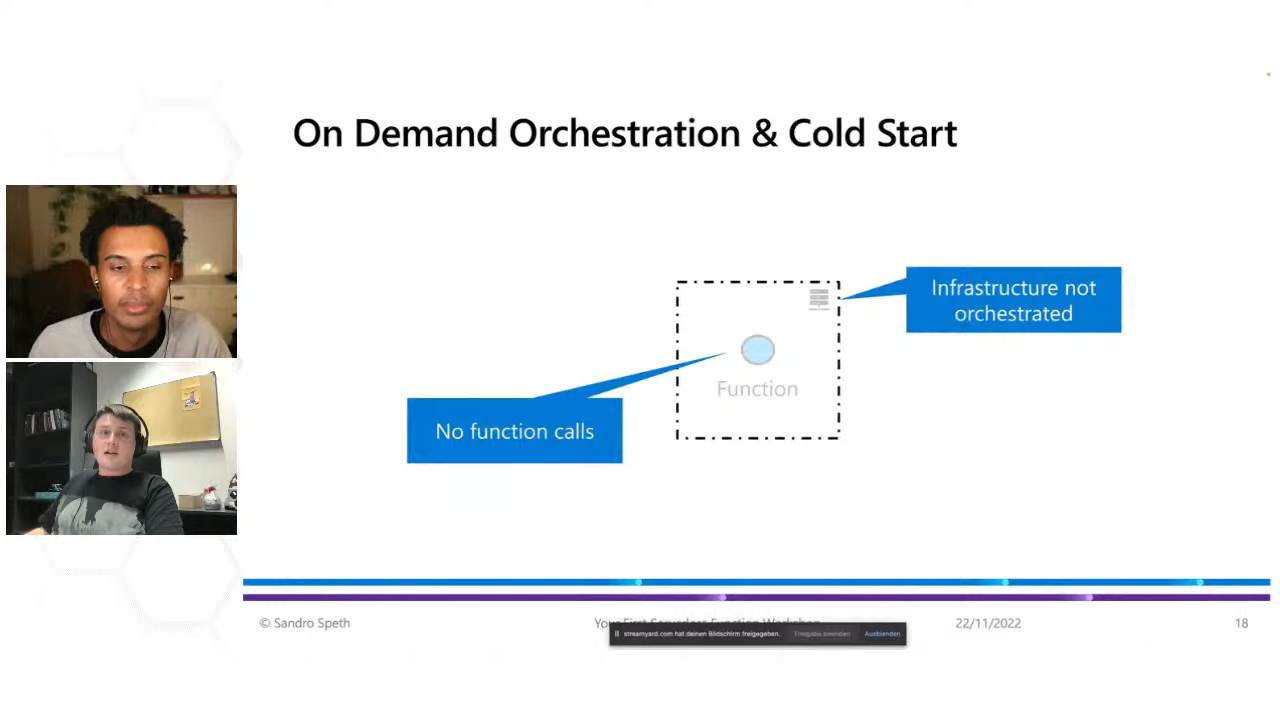 On Demand Orchestration & Cold Start
Infrastructure not
orchestrated
Function
No function calls
© Sandro Speth
Your First Serverless Function Workshop
22/11/2022
18
streamyard.com hat deinen Bildschirm freigegeben.
Freigabe beenden
Ausblenden